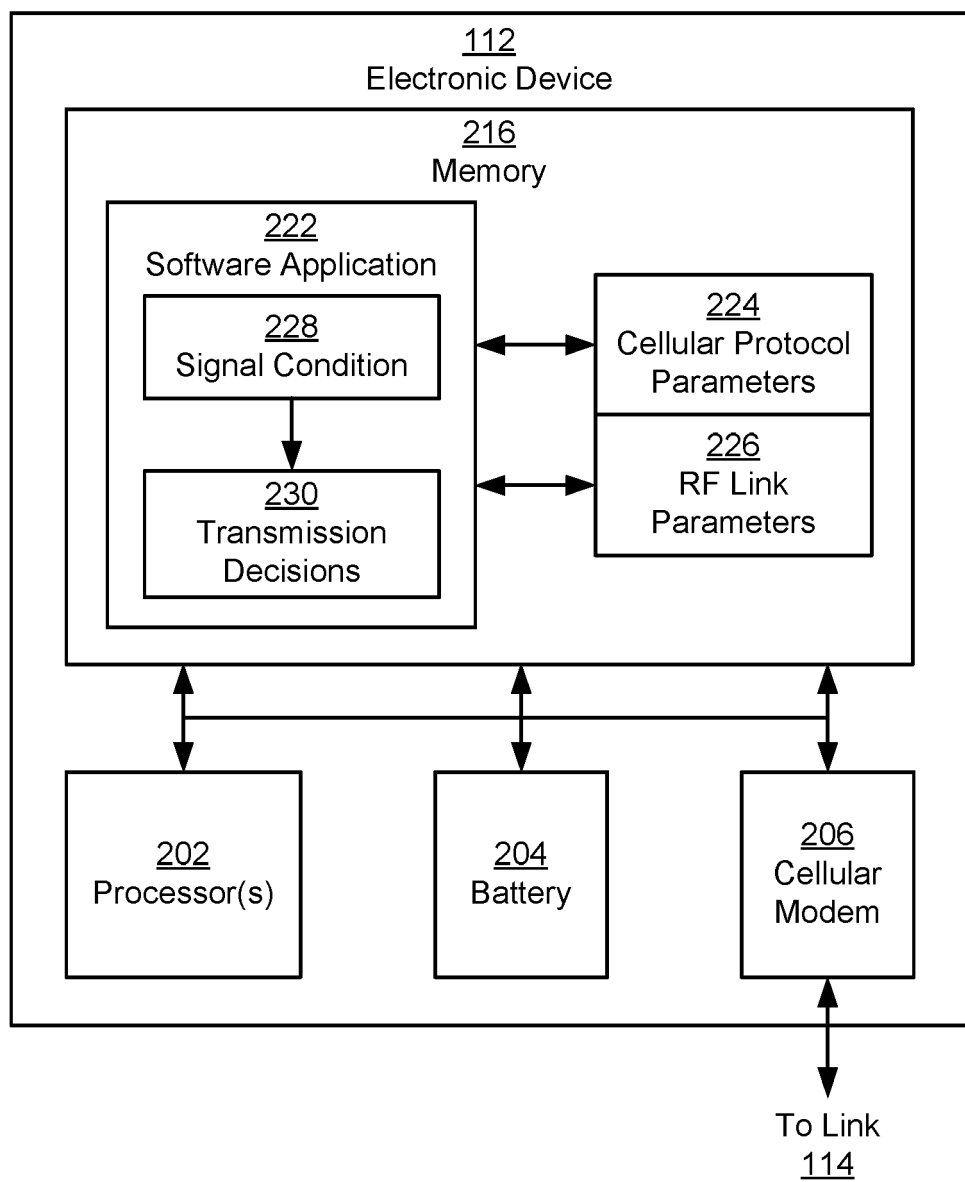 112
Electronic Device
216
Memory
222
Software Application
228
Signal Condition
230
Transmission
Decisions
224
Cellular Protocol
Parameters
226
RF Link
Parameters
202
Processor(s)
204
Battery
206
Cellular
Modem
To Link
114